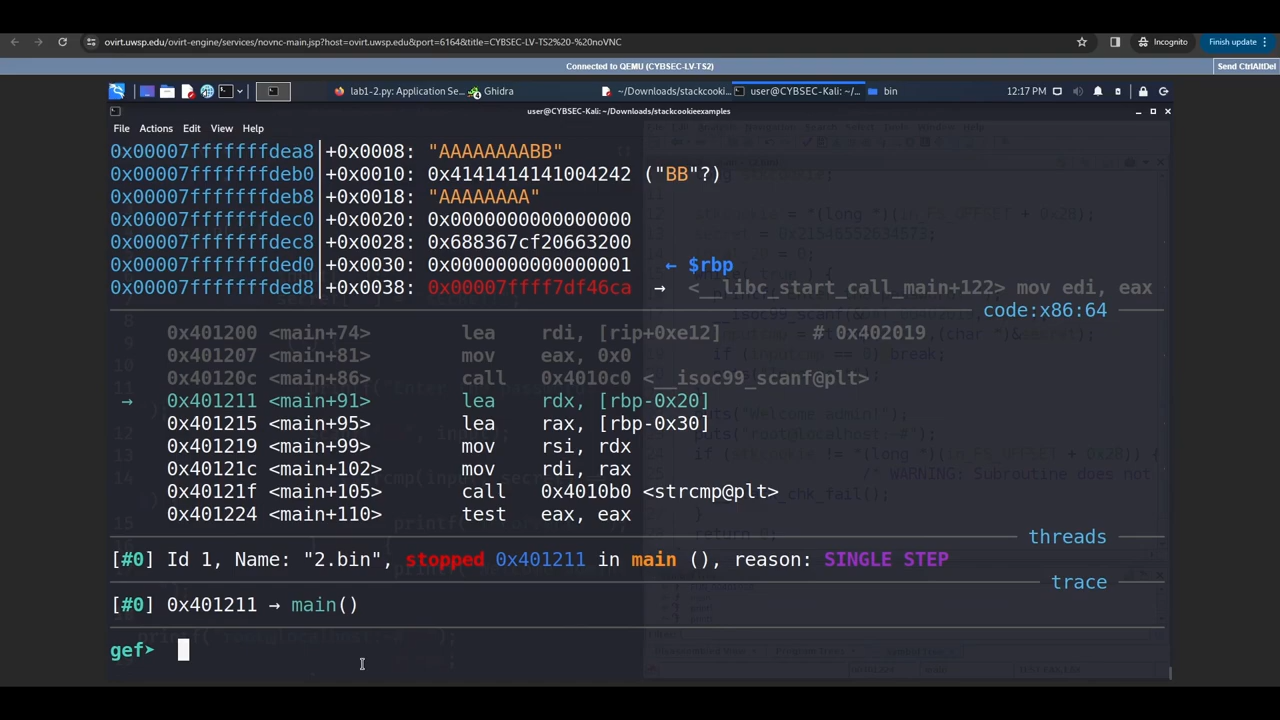 ovirt.uwsp.edu/ovirt-engine/services/novnc-main.jsp?host=ovirt.uwsp.edu&port=6164&title=CYBSEC-LV-TS2%20-%20noVNC
Incognito
Finish update
Connected to QEMU (CYBSEC-LV-TS2)
Send CtrlAltDel
lab1-2.py: Application Se...
4
Ghidra
~/Downloads/stackcooki...
user@CYBSEC-Kali: ~/...
bin
12:17 PM
user@CYBSEC-Kali: ~/Downloads/stackcookieexamples
File Actions Edit View Help
0x00007fffffffdea8│+0x0008: "AAAAAAAABB"
0x00007fffffffdeb0│+0x0010: 0x4141414141004242 ("BB"?)
0x00007fffffffdeb8│+0x0018: "AAAAAAAA"
0x00007fffffffdec0│+0x0020: 0x0000000000000000
0x00007fffffffdec8│+0x0028: 0x688367cf20663200
0x00007fffffffded0│+0x0030: 0x0000000000000001 ← $rbp
0x00007fffffffded8│+0x0038: 0x00007ffff7df46ca → <__libc_start_call_main+122> mov edi, eax
code:x86:64
0x401200 <main+74> lea rdi, [rip+0xe12] # 0x402019
0x401207 <main+81> mov eax, 0x0
0x40120c <main+86> call 0x4010c0 <__isoc99_scanf@plt>
→ 0x401211 <main+91> lea rdx, [rbp-0x20]
0x401215 <main+95> lea rax, [rbp-0x30]
0x401219 <main+99> mov rsi, rdx
0x40121c <main+102> mov rdi, rax
0x40121f <main+105> call 0x4010b0 <strcmp@plt>
0x401224 <main+110> test eax, eax
threads
[#0] Id 1, Name: "2.bin", stopped 0x401211 in main (), reason: SINGLE STEP
trace
[#0] 0x401211 → main()
gef➤